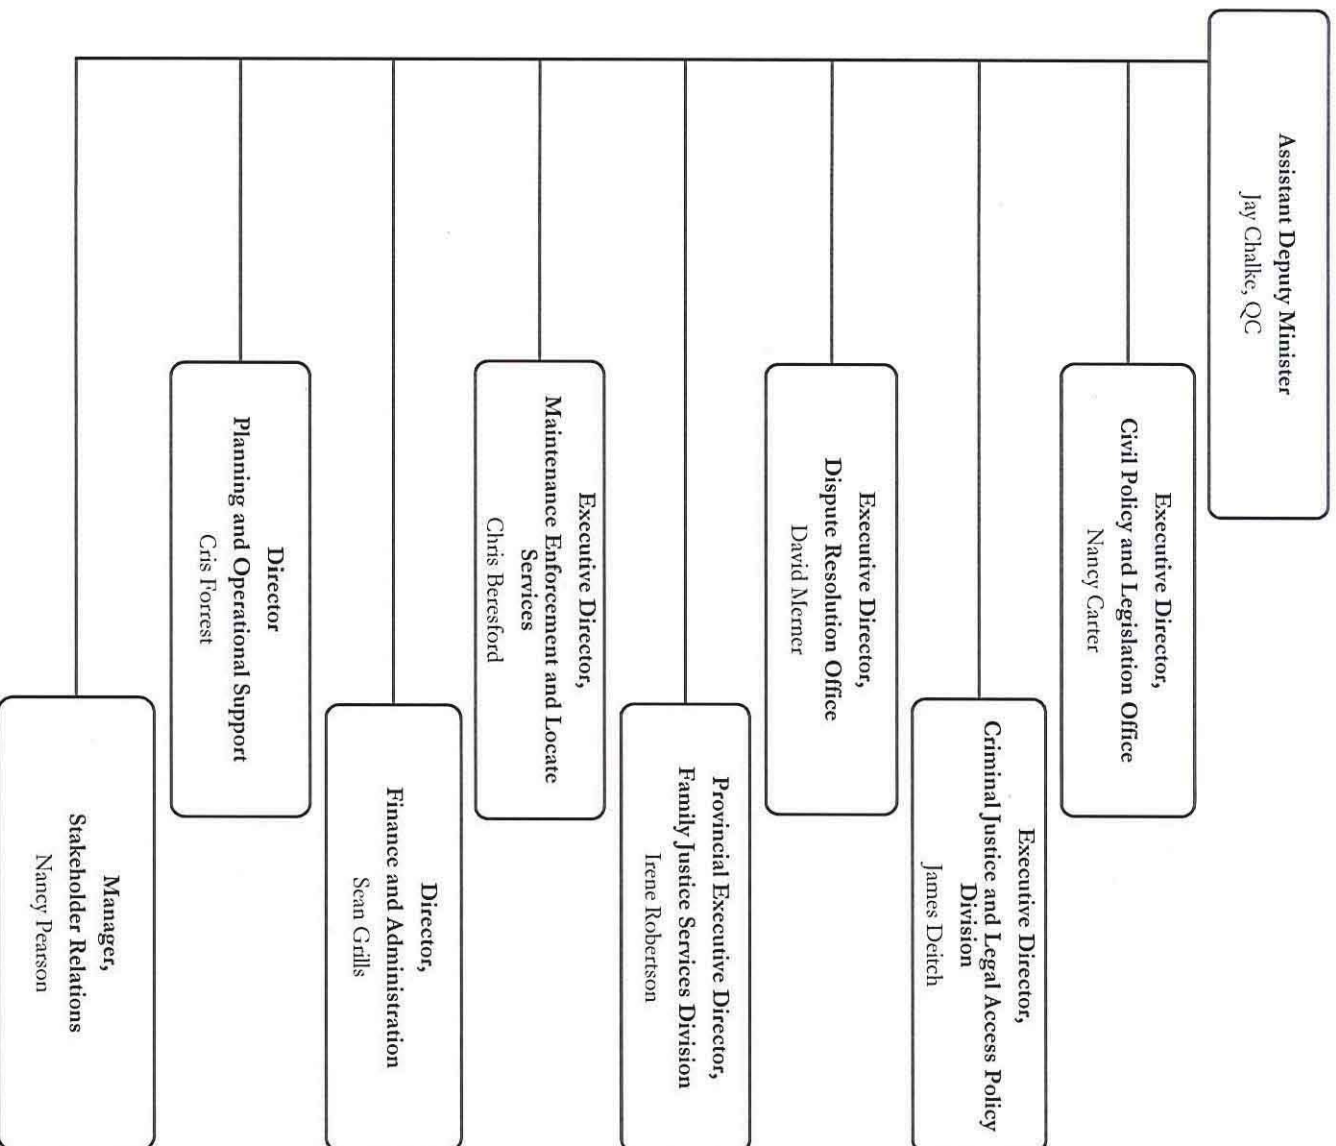 Assistant Deputy Minister
Jay Chalke, QC
Executive Director,
Civil Policy and Legislation Office
Nancy Carter
Executive Director,
Criminal Justice and Legal Access Policy
Division
James Deitch
Executive Director,
Dispute Resolution Office
David Merner
Provincial Executive Director,
Family Justice Services Division
Irene Robertson
Executive Director,
Maintenance Enforcement and Locate
Services
Chris Beresford
Director,
Finance and Administration
Sean Grills
Director
Planning and Operational Support
Cris Forrest
Manager,
Stakeholder Relations
Nancy Pearson